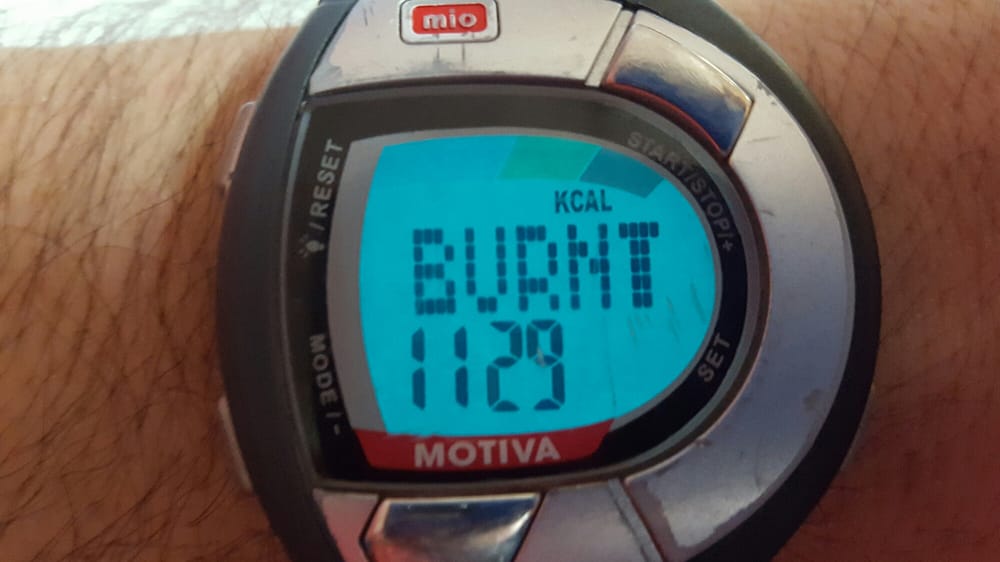 mio
START/STOP/+
/RESET
KCAL
BURNT
1129
MODE/-
SET
MOTIVA